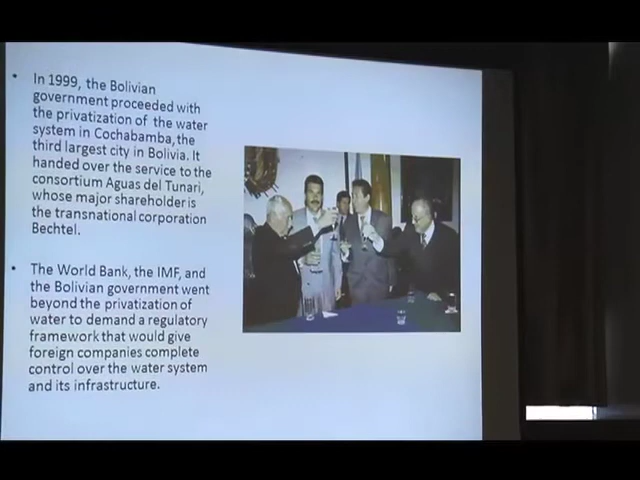 • In 1999, the Bolivian
government proceeded with
the privatization of the water
system in Cochabamba, the
third largest city in Bolivia. It
handed over the service to the
consortium Aguas del Tunari,
whose major shareholder is
the transnational corporation
Bechtel.
• The World Bank, the IMF, and
the Bolivian government went
beyond the privatization of
water to demand a regulatory
framework that would give
foreign companies complete
control over the water system
and its infrastructure.